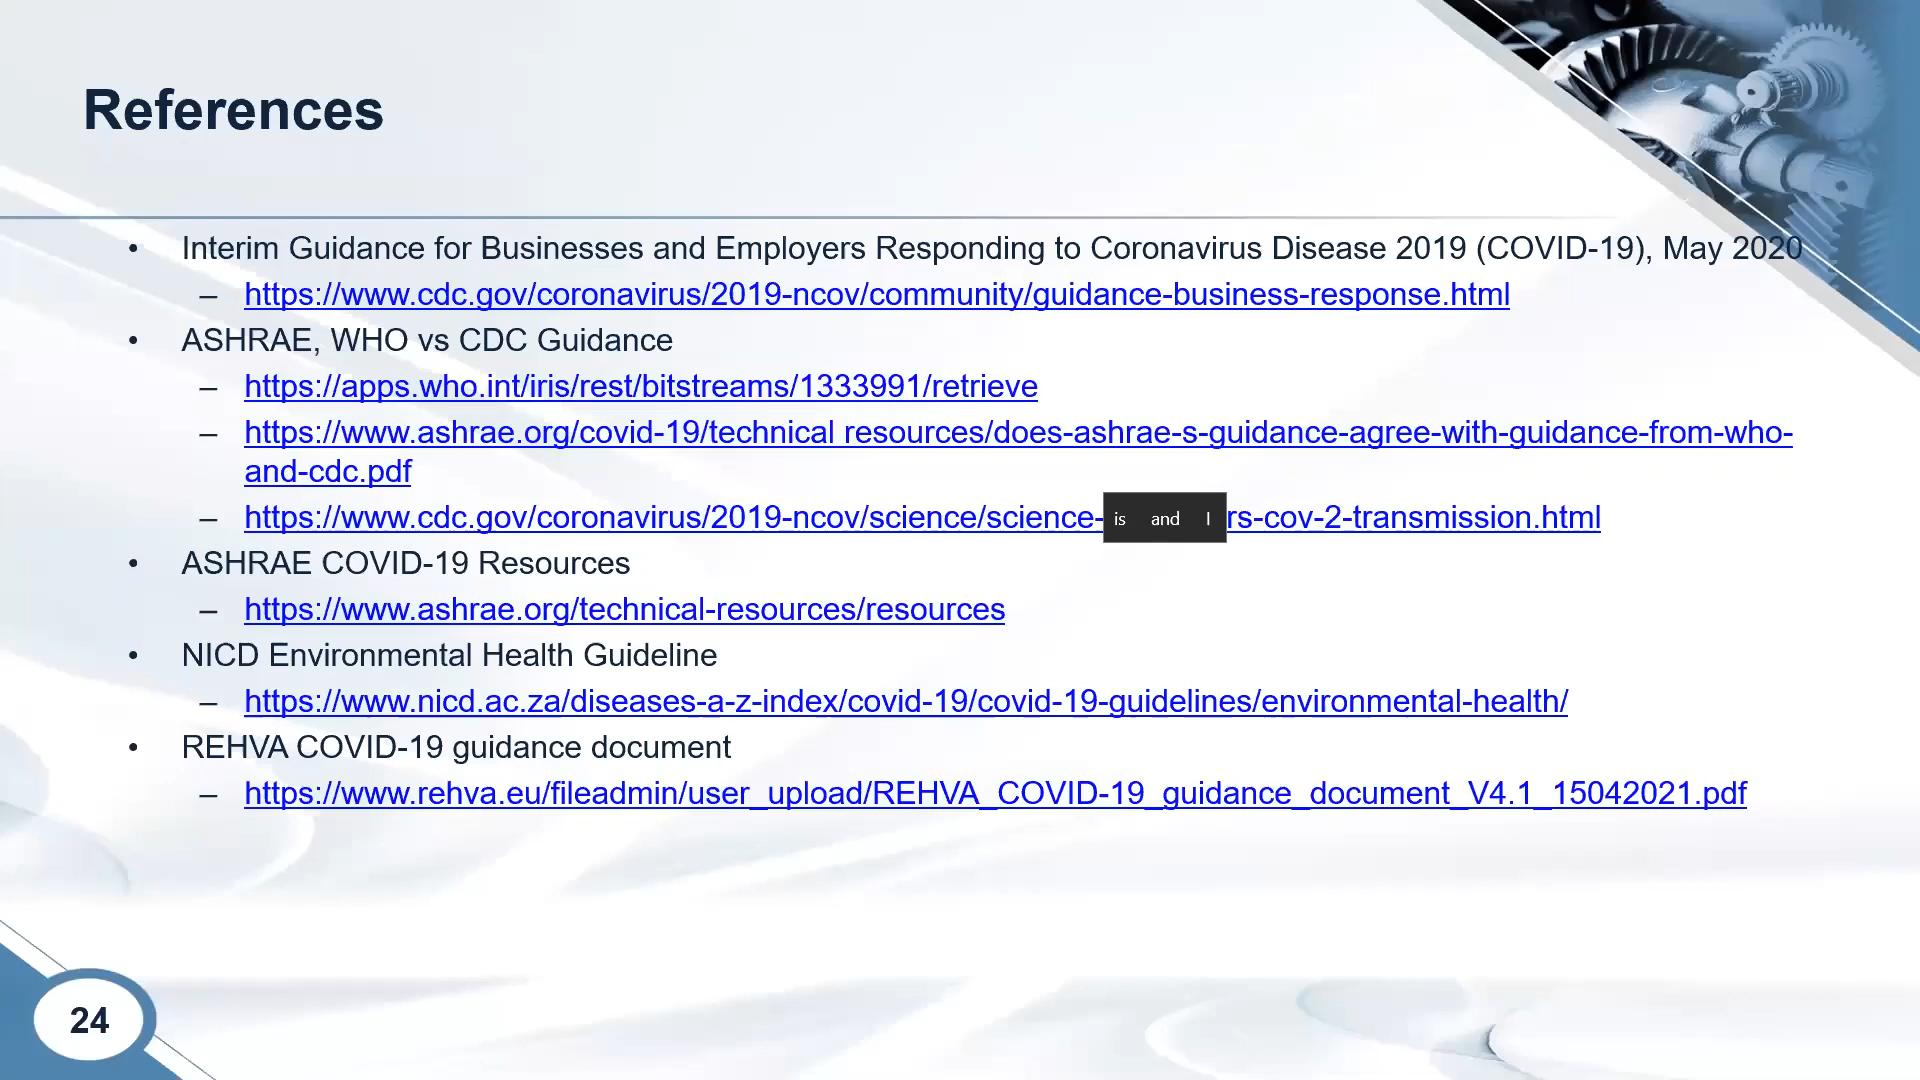 References
• Interim Guidance for Businesses and Employers Responding to Coronavirus Disease 2019 (COVID-19), May 2020
– https://www.cdc.gov/coronavirus/2019-ncov/community/guidance-business-response.html
• ASHRAE, WHO vs CDC Guidance
– https://apps.who.int/iris/rest/bitstreams/1333991/retrieve
– https://www.ashrae.org/covid-19/technical resources/does-ashrae-s-guidance-agree-with-guidance-from-who-
and-cdc.pdf
– https://www.cdc.gov/coronavirus/2019-ncov/science/science- is and I rs-cov-2-transmission.html
• ASHRAE COVID-19 Resources
– https://www.ashrae.org/technical-resources/resources
• NICD Environmental Health Guideline
– https://www.nicd.ac.za/diseases-a-z-index/covid-19/covid-19-guidelines/environmental-health/
• REHVA COVID-19 guidance document
– https://www.rehva.eu/fileadmin/user_upload/REHVA_COVID-19_guidance_document_V4.1_15042021.pdf
24